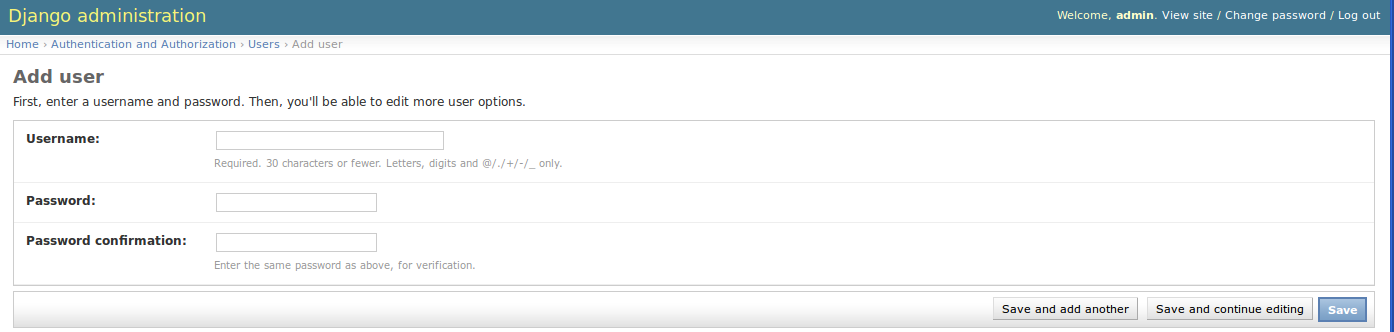 Django administration
Welcome, admin. View site / Change password / Log out
Home › Authentication and Authorization › Users › Add user
Add user
First, enter a username and password. Then, you'll be able to edit more user options.
Username:
Required. 30 characters or fewer. Letters, digits and @/./+/-/_ only.
Password:
Password confirmation:
Enter the same password as above, for verification.
Save and add another
Save and continue editing
Save